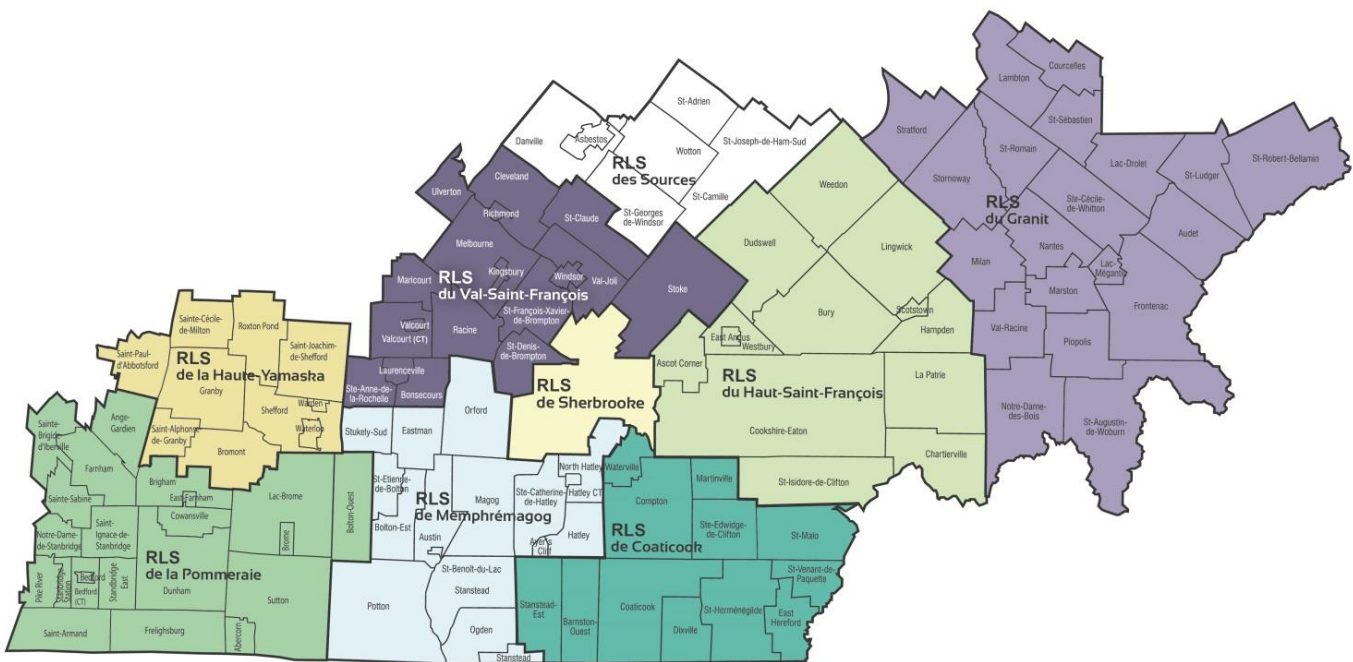 RLS
des Sources
Danville
Asbestos
St-Adrien
Wotton
St-Joseph-de-Ham-Sud
St-Camille
St-Georges
de-Windsor
RLS
du Granit
Lambton
Courcelles
St-Sébastien
Stratford
St-Romain
Lac-Drolet
St-Ludger
St-Robert-Bellarmin
Stornoway
Ste-Cécile
de-Whitton
Audet
Nantes
Milan
Lac-
Mégantic
Marston
Frontenac
Val-Racine
Piopolis
Notre-Dame-
des-Bois
St-Augustin-
de-Woburn
RLS
du Val-Saint-François
Ulverton
Cleveland
Richmond
St-Claude
Melbourne
Kingsbury
Windsor
Val-Joli
Maricourt
Stoke
St-François-Xavier-
de-Brompton
Valcourt
Valcourt (CT)
Racine
St-Denis-
de-Brompton
Laurenceville
Ste-Anne-de-
la-Rochelle
Bonsecours
RLS
du Haut-Saint-François
Weedon
Dudswell
Lingwick
Bury
Scotstown
Hampden
East Angus
Westbury
Ascot Corner
La Patrie
Cookshire-Eaton
Chartierville
St-Isidore-de-Clifton
RLS
de Sherbrooke
RLS
de la Haute-Yamaska
Sainte-Cécile-
de-Milton
Roxton Pond
Saint-Joachim-
de-Shefford
Saint-Paul-
d'Abbotsford
Granby
Shefford
Warden
Waterloo
Saint-Alphonse-
de-Granby
Bromont
RLS
de la Pommeraie
Ange-
Gardien
Sainte-
Brigide
d'Iberville
Farnham
Brigham
East-Farnham
Cowansville
Lac-Brome
Bolton-Ouest
Sainte-Sabine
Saint-
Ignace-de-
Stanbridge
Notre-Dame-
de-Stanbridge
Brome
Pike River
Stanbridge
Station
Bedford
Bedford
(CT)
Standbridge
East
Dunham
Sutton
Saint-Armand
Frelighsburg
Abercorn
RLS
de Memphrémagog
Orford
Stukely-Sud
Eastman
St-Etienne-
de-Bolton
Magog
North Hatley
Ste-Catherine-
de-Hatley
Hatley CT
Bolton-Est
Austin
Hatley
Ayer's
Cliff
St-Benoit-du-Lac
Potton
Stanstead
Ogden
Stanstead
RLS
de Coaticook
Waterville
Compton
Martinville
Ste-Edwidge-
de-Clifton
St-Malo
St-Venant-de-
Paquette
Stanstead-
Est
Barnston-
Ouest
Coaticook
St-Herménégilde
East
Hereford
Dixville